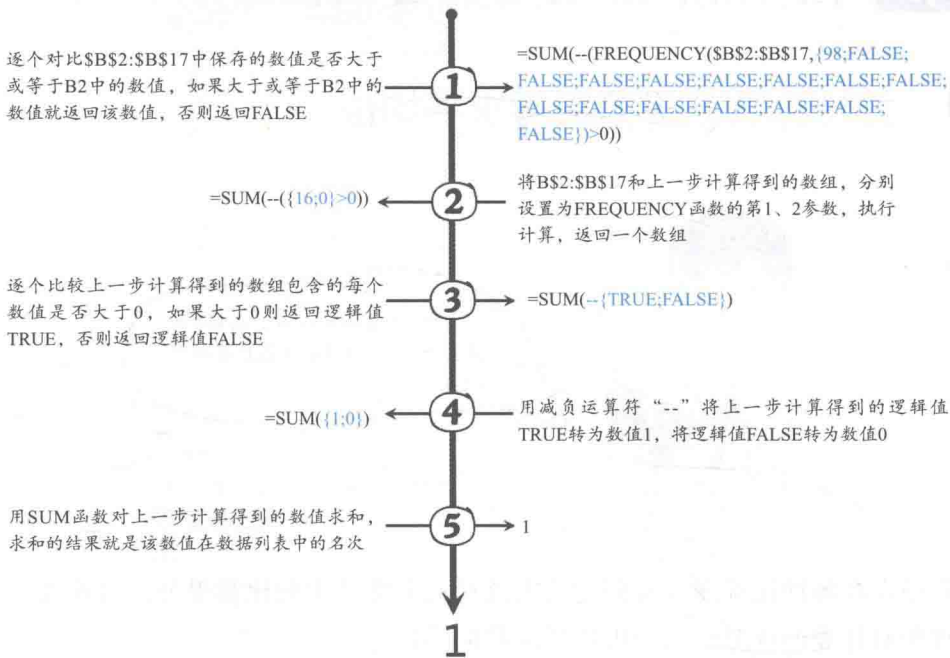 逐个对比$B$2:$B$17中保存的数值是否大于
或等于B2中的数值，如果大于或等于B2中的
数值就返回该数值，否则返回FALSE
1
=SUM(--(FREQUENCY($B$2:$B$17,{98;FALSE;
FALSE;FALSE;FALSE;FALSE;FALSE;FALSE;FALSE;
FALSE;FALSE;FALSE;FALSE;FALSE;FALSE;
FALSE})>0))
=SUM(--({16;0}>0))
2
将B$2:$B$17和上一步计算得到的数组，分别
设置为FREQUENCY函数的第1、2参数，执行
计算，返回一个数组
逐个比较上一步计算得到的数组包含的每个
数值是否大于0，如果大于0则返回逻辑值
TRUE，否则返回逻辑值FALSE
3
=SUM(--{TRUE;FALSE})
=SUM({1;0})
4
用减负运算符“--”将上一步计算得到的逻辑值
TRUE转为数值1，将逻辑值FALSE转为数值0
用SUM函数对上一步计算得到的数值求和，
求和的结果就是该数值在数据列表中的名次
5
1
1